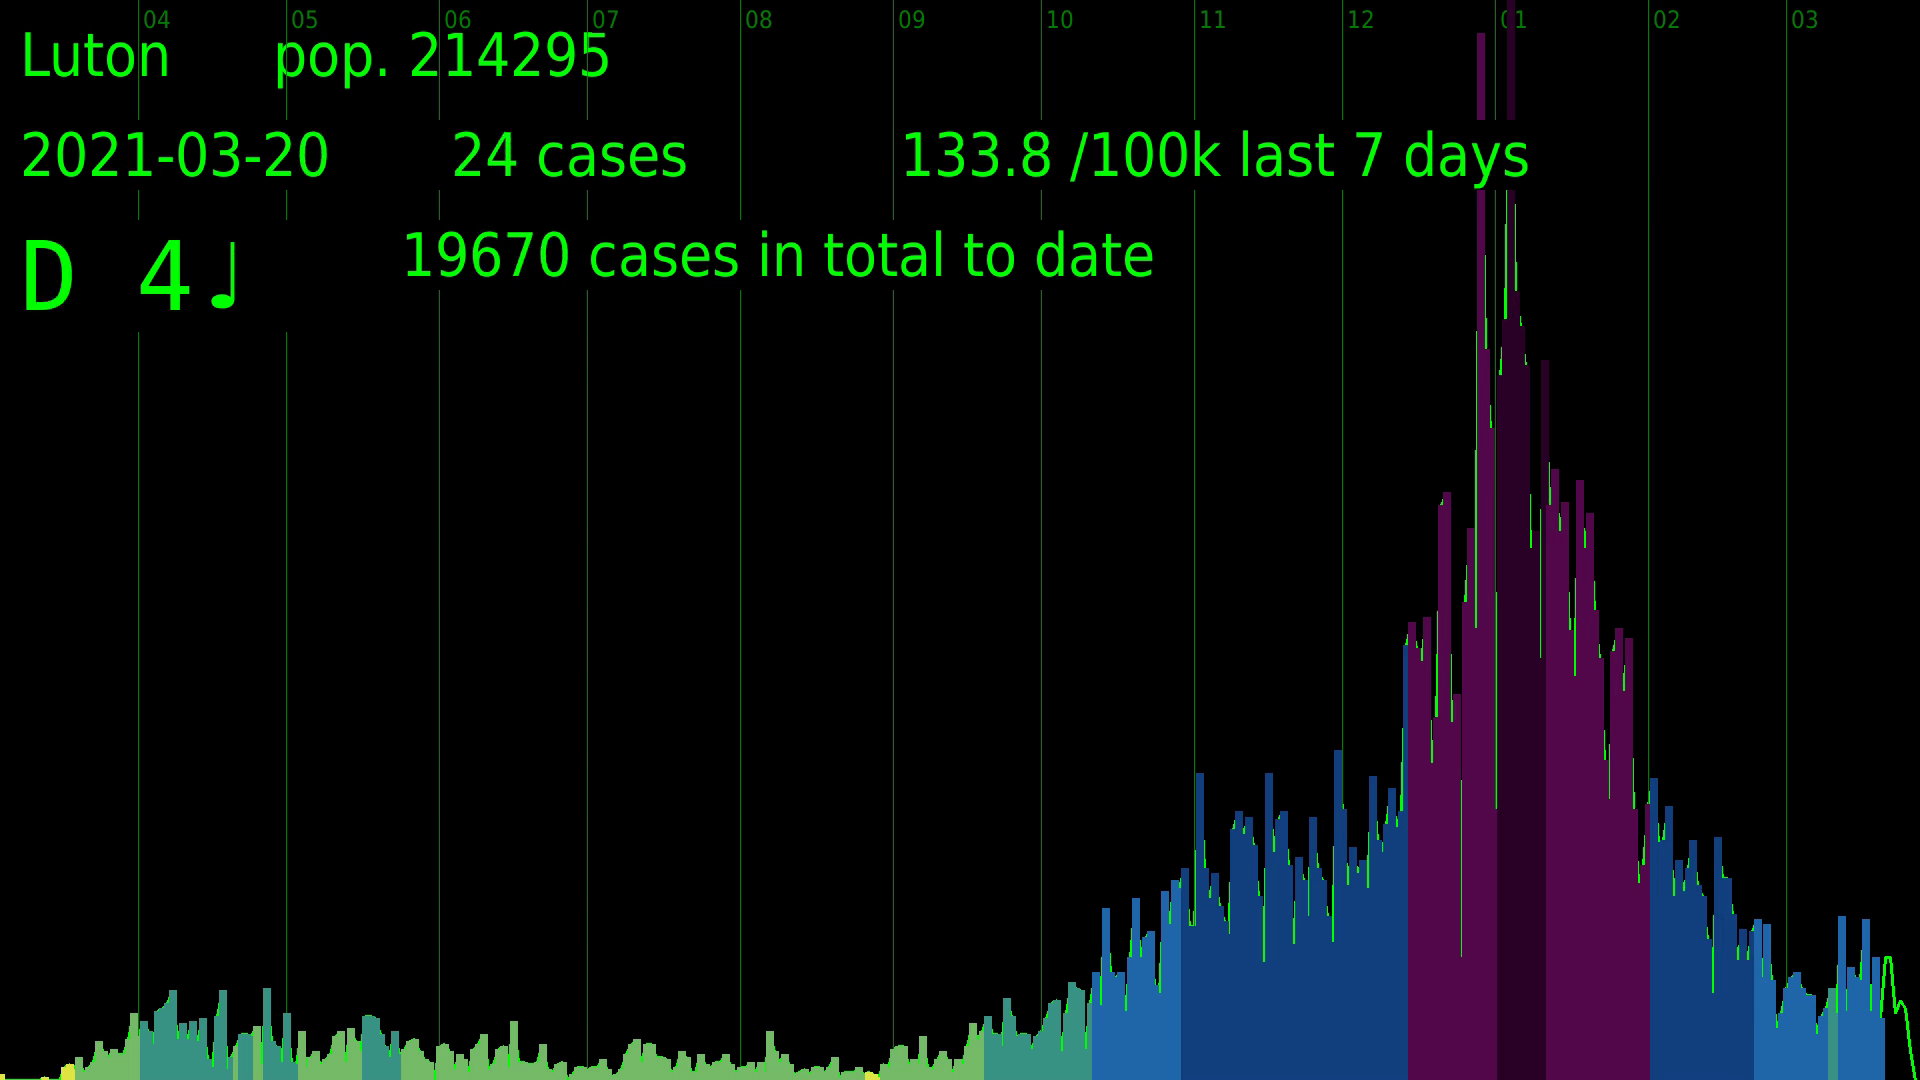 04 05 06 07 08 09 10 11 12 01 02 03
Luton pop. 214295
2021-03-20 24 cases 133.8 /100k last 7 days
D 4♩ 19670 cases in total to date